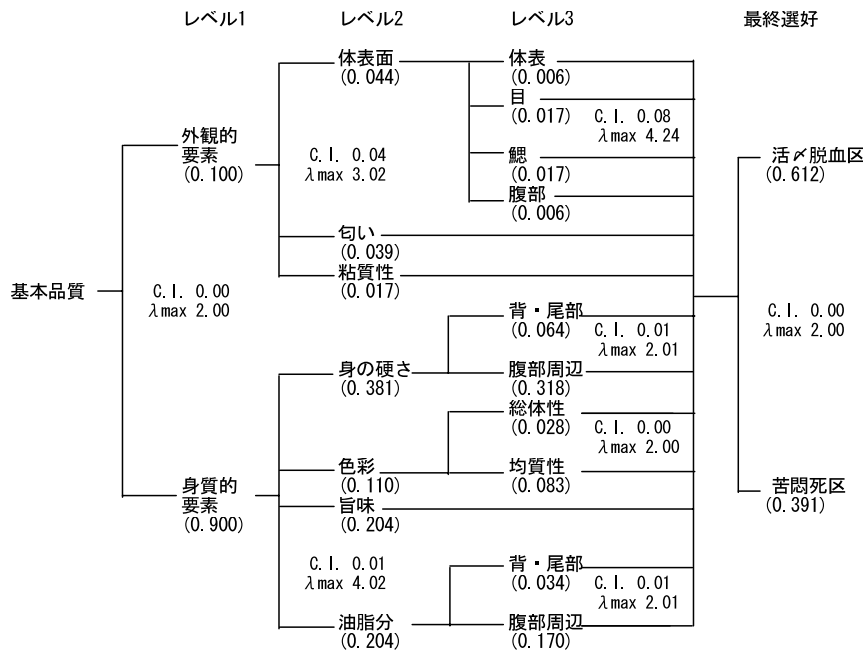 レベル1 レベル2 レベル3 最終選好
体表面
(0.044)
体表
(0.006)
目
(0.017)
C.I. 0.08
λmax 4.24
外観的
要素
(0.100)
C.I. 0.04
λmax 3.02
鰓
(0.017)
腹部
(0.006)
活〆脱血区
(0.612)
匂い
(0.039)
粘質性
(0.017)
基本品質
C.I. 0.00
λmax 2.00
背・尾部
(0.064)
C.I. 0.01
λmax 2.01
C.I. 0.00
λmax 2.00
身の硬さ
(0.381)
腹部周辺
(0.318)
総体性
(0.028)
C.I. 0.00
λmax 2.00
色彩
(0.110)
均質性
(0.083)
身質的
要素
(0.900)
旨味
(0.204)
苦悶死区
(0.391)
C.I. 0.01
λmax 4.02
背・尾部
(0.034)
C.I. 0.01
λmax 2.01
油脂分
(0.204)
腹部周辺
(0.170)